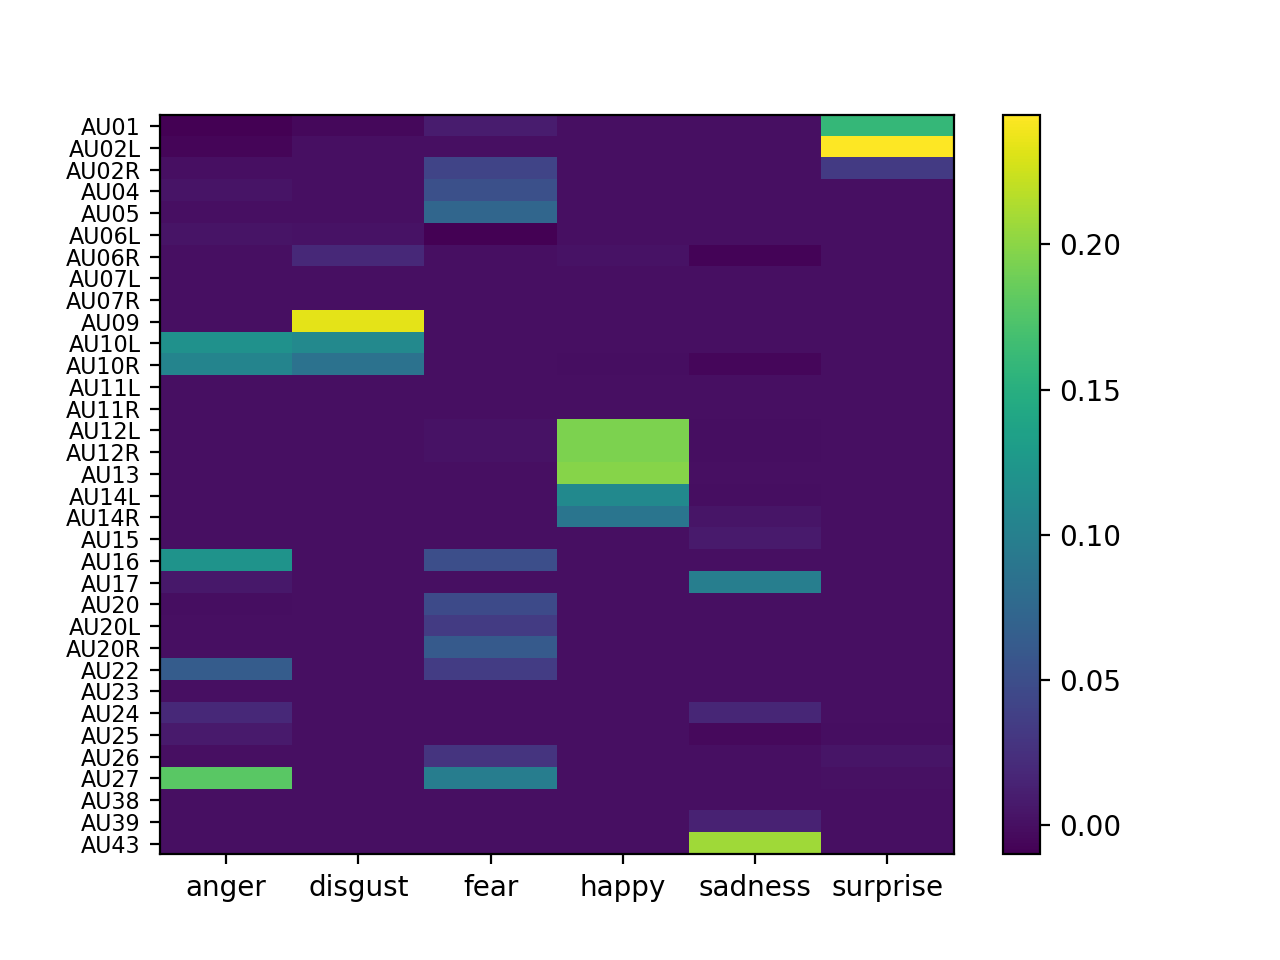 AU01
AU02L
AU02R
AU04
AU05
AU06L
AU06R
AU07L
AU07R
AU09
AU10L
AU10R
AU11L
AU11R
AU12L
AU12R
AU13
AU14L
AU14R
AU15
AU16
AU17
AU20
AU20L
AU20R
AU22
AU23
AU24
AU25
AU26
AU27
AU38
AU39
AU43
anger disgust fear happy sadness surprise
0.20
0.15
0.10
0.05
0.00